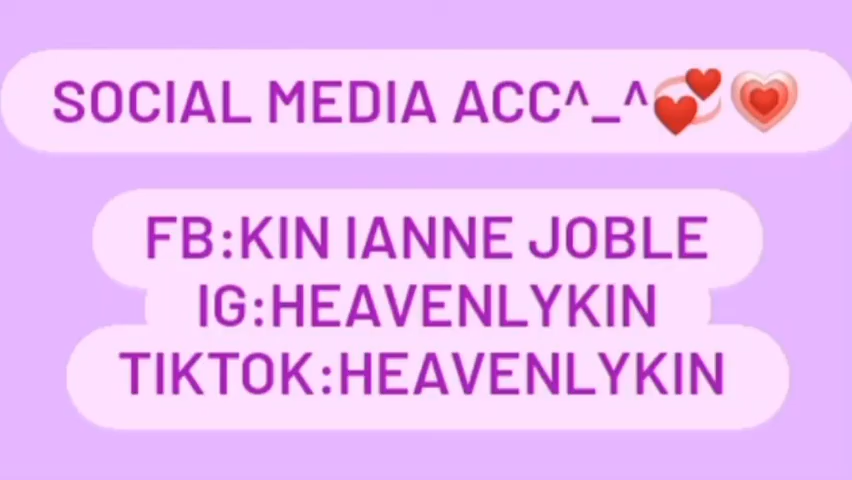 SOCIAL MEDIA ACC^_^💞💗
FB:KIN IANNE JOBLE
IG:HEAVENLYKIN
TIKTOK:HEAVENLYKIN